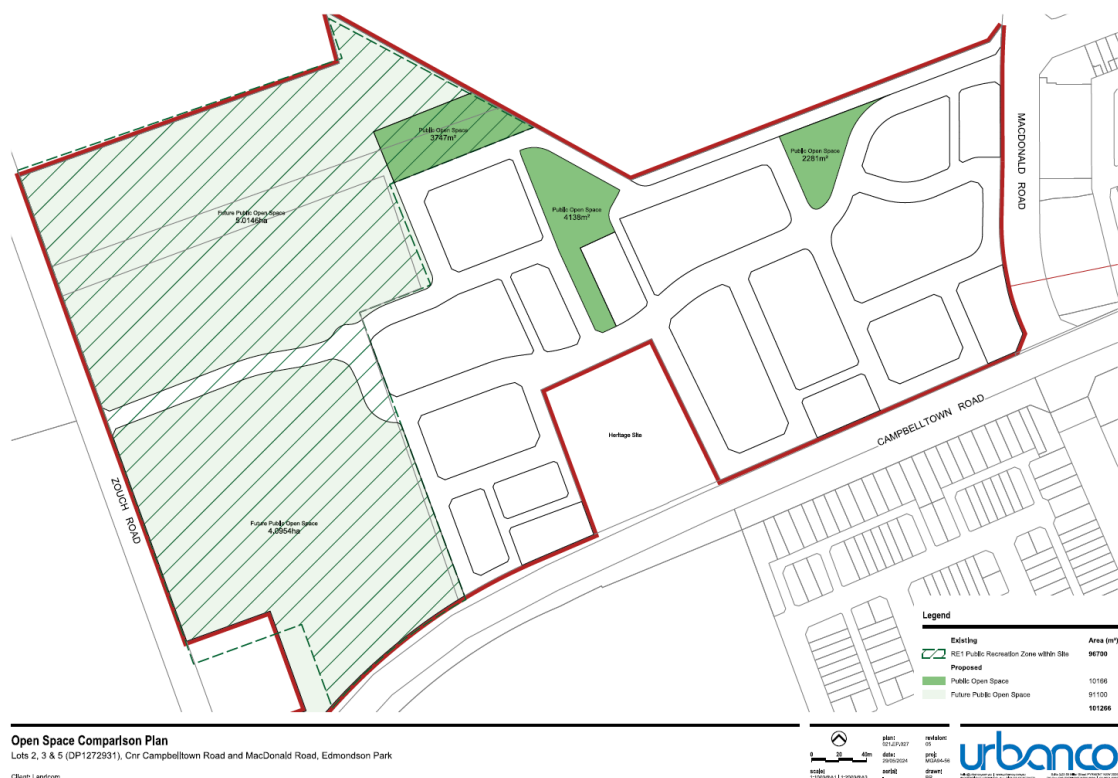 Public Open Space
3747m²
Public Open Space
2281m²
MACDONALD ROAD
Future Public Open Space
5.0146ha
Public Open Space
4138m²
CAMPBELLTOWN ROAD
Heritage Site
ZOUCH ROAD
Future Public Open Space
4.0954ha
Legend
Existing Area (m²)
RE1 Public Recreation Zone within Site 96700
Proposed
Public Open Space 10166
Future Public Open Space 91100
101266
Open Space Comparison Plan
Lots 2, 3 & 5 (DP1272931), Cnr Campbelltown Road and MacDonald Road, Edmondson Park
Client: Landcom
0 20 40m
plan:
revision:
05
date:
proj:
scale:
drawn:
urbanco